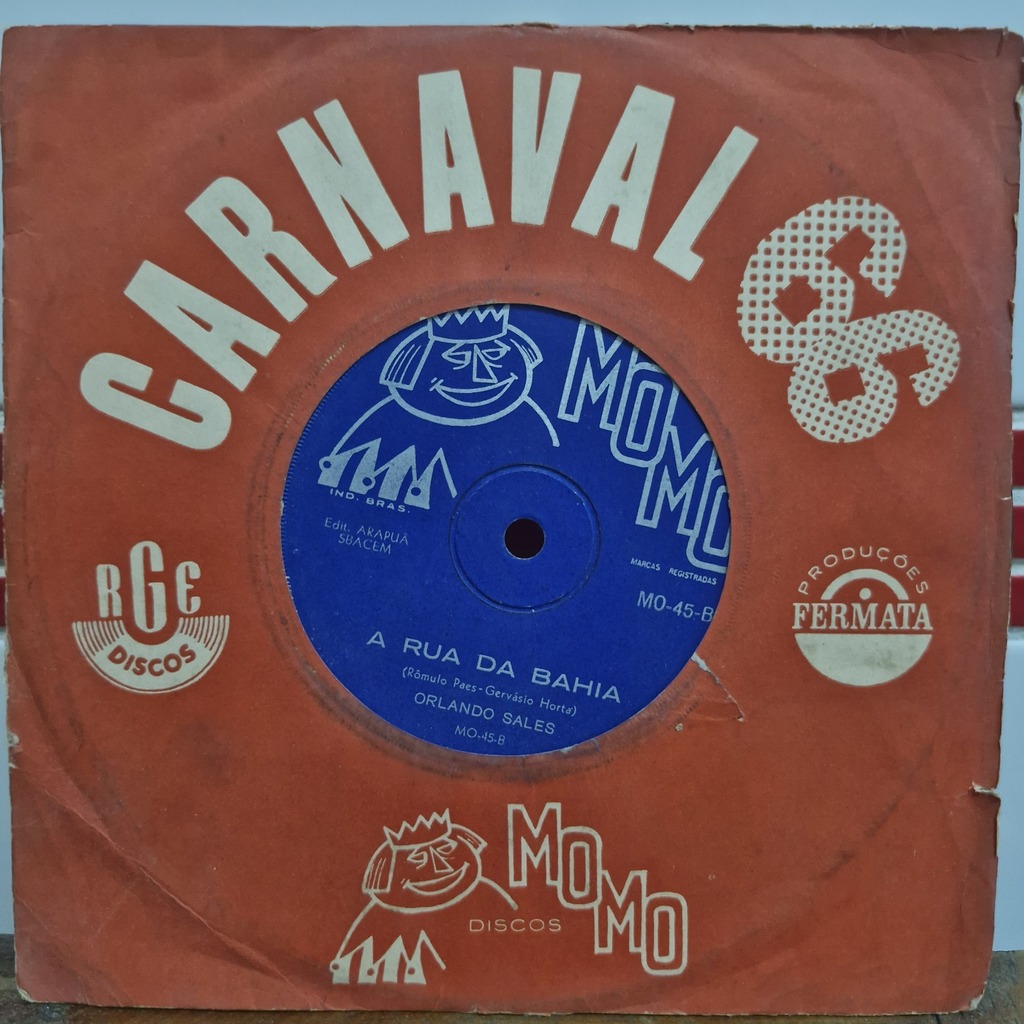 CARNAVAL 66
MOMO
IND. BRAS.
Edit. ARAPUÃ
SBACEM
MARCAS REGISTRADAS
MO-45-B
A RUA DA BAHIA
(Rômulo Paes-Gervásio Horta)
ORLANDO SALES
MO-45-B
RGE
DISCOS
PRODUÇÕES
FERMATA
MOMO
DISCOS